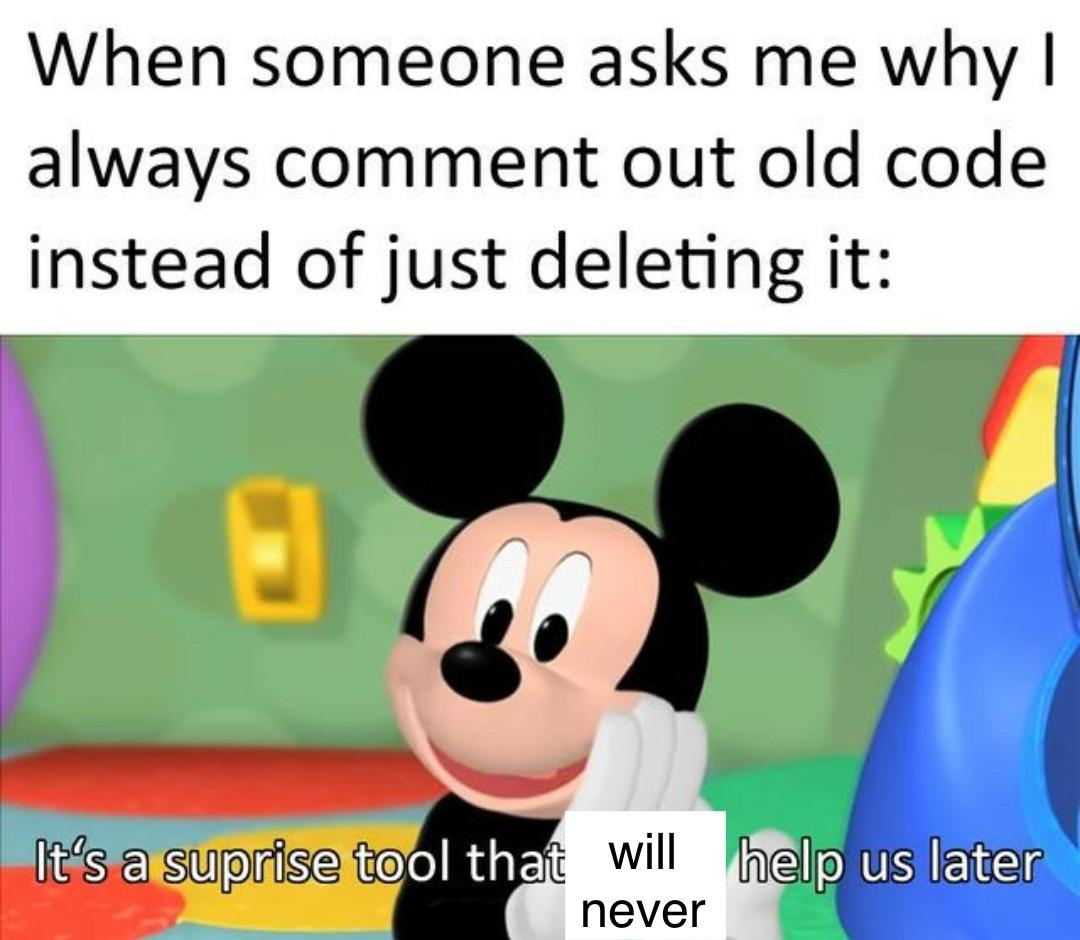 When someone asks me why I
always comment out old code
instead of just deleting it:
It's a suprise tool that will never help us later